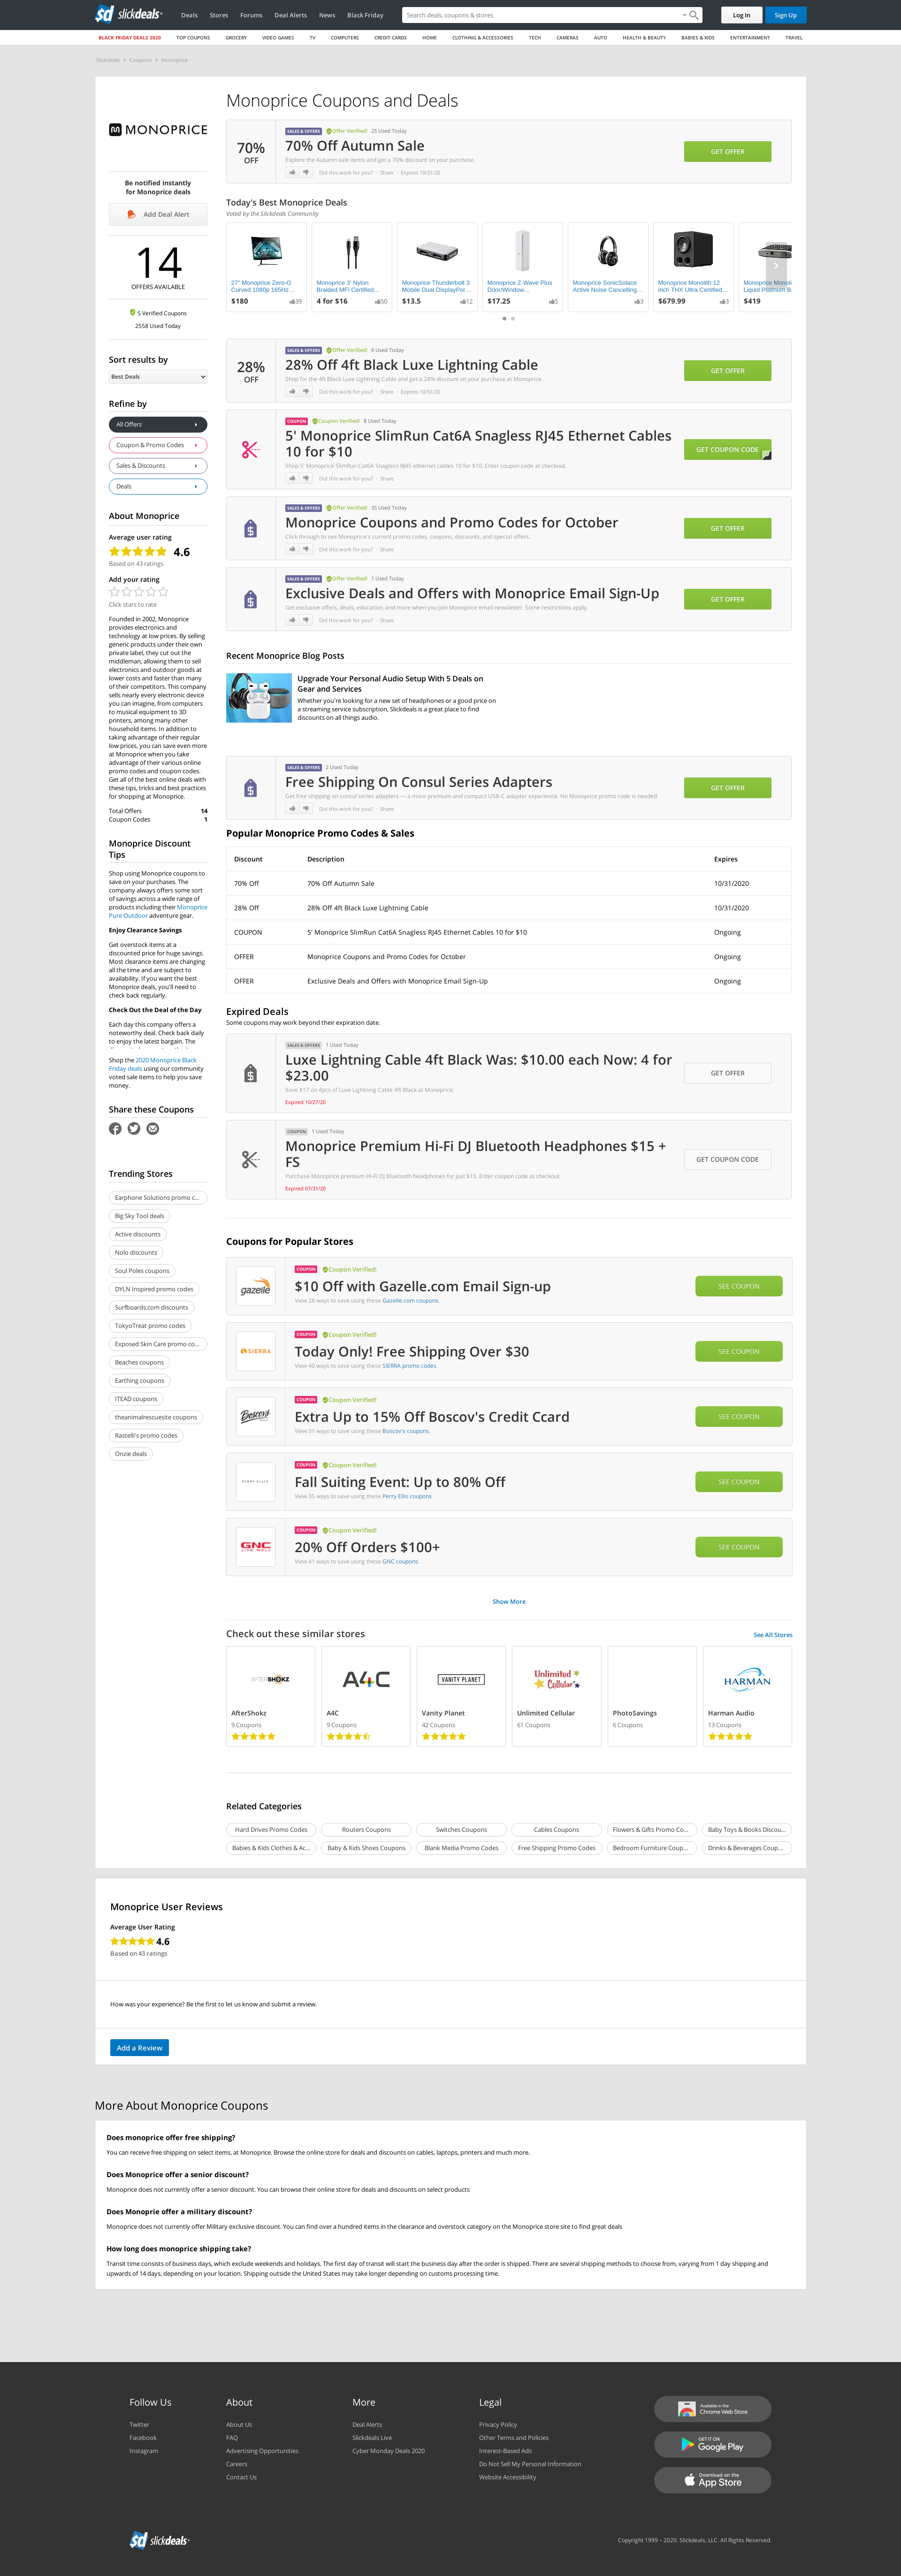 sd slickdeals
Deals
Stores
Forums
Deal Alerts
News
Black Friday
Search deals, coupons & stores
Log In
Sign Up
BLACK FRIDAY DEALS 2020
TOP COUPONS
GROCERY
VIDEO GAMES
TV
COMPUTERS
CREDIT CARDS
HOME
CLOTHING & ACCESSORIES
TECH
CAMERAS
AUTO
HEALTH & BEAUTY
BABIES & KIDS
ENTERTAINMENT
TRAVEL
Slickdeals
Coupons
Monoprice
MONOPRICE
Be notified instantly
for Monoprice deals
Add Deal Alert
14
OFFERS AVAILABLE
5 Verified Coupons
2558 Used Today
Sort results by
Best Deals
Refine by
All Offers
Coupon & Promo Codes
Sales & Discounts
Deals
About Monoprice
Average user rating
4.6
Based on 43 ratings
Add your rating
Click stars to rate
Founded in 2002, Monoprice
provides electronics and
technology at low prices. By selling
generic products under their own
private label, they cut out the
middleman, allowing them to sell
electronics and outdoor goods at
lower costs and faster than many
of their competitors. This company
sells nearly every electronic device
you can imagine, from computers
to musical equipment to 3D
printers, among many other
household items. In addition to
taking advantage of their regular
low prices, you can save even more
at Monoprice when you take
advantage of their various online
promo codes and coupon codes.
Get all of the best online deals with
these tips, tricks and best practices
for shopping at Monoprice.
Total Offers 14
Coupon Codes 1
Monoprice Discount
Tips
Shop using Monoprice coupons to
save on your purchases. The
company always offers some sort
of savings across a wide range of
products including their Monoprice
Pure Outdoor adventure gear.
Enjoy Clearance Savings
Get overstock items at a
discounted price for huge savings.
Most clearance items are changing
all the time and are subject to
availability. If you want the best
Monoprice deals, you'll need to
check back regularly.
Check Out the Deal of the Day
Each day this company offers a
noteworthy deal. Check back daily
to enjoy the latest bargain. The
Shop the 2020 Monoprice Black
Friday deals using our community
voted sale items to help you save
money.
Share these Coupons
Trending Stores
Earphone Solutions promo c...
Big Sky Tool deals
Active discounts
Nolo discounts
Soul Poles coupons
DYLN Inspired promo codes
Surfboards.com discounts
TokyoTreat promo codes
Exposed Skin Care promo co...
Beaches coupons
Earthing coupons
ITEAD coupons
theanimalrescuesite coupons
Rastelli's promo codes
Onzie deals
Monoprice Coupons and Deals
70%
OFF
SALES & OFFERS Offer Verified! 25 Used Today
70% Off Autumn Sale
Explore the Autumn sale items and get a 70% discount on your purchase.
Did this work for you? · Share · Expires 10/31/20
GET OFFER
Today's Best Monoprice Deals
Voted by the Slickdeals Community
27" Monoprice Zero-G
Curved 1080p 165Hz...
$180 39
Monoprice 3' Nylon
Braided MFi Certified...
4 for $16 50
Monoprice Thunderbolt 3
Mobile Dual DisplayPor...
$13.5 12
Monoprice Z-Wave Plus
Door/Window...
$17.25 5
Monoprice SonicSolace
Active Noise Cancelling...
3
Monoprice Monolith 12
inch THX Ultra Certified...
$679.99 3
Monoprice Monoli
Liquid Platinum B
$419
28%
OFF
SALES & OFFERS Offer Verified! 6 Used Today
28% Off 4ft Black Luxe Lightning Cable
Shop for the 4ft Black Luxe Lightning Cable and get a 28% discount on your purchase at Monoprice.
Did this work for you? · Share · Expires 10/31/20
GET OFFER
COUPON Coupon Verified! 8 Used Today
5' Monoprice SlimRun Cat6A Snagless RJ45 Ethernet Cables
10 for $10
Shop 5' Monoprice SlimRun Cat6A Snagless RJ45 ethernet cables 10 for $10. Enter coupon code at checkout.
Did this work for you? · Share
GET COUPON CODE
SALES & OFFERS Offer Verified! 35 Used Today
Monoprice Coupons and Promo Codes for October
Click through to see Monoprice's current promo codes, coupons, discounts, and special offers.
Did this work for you? · Share
GET OFFER
SALES & OFFERS Offer Verified! 1 Used Today
Exclusive Deals and Offers with Monoprice Email Sign-Up
Get exclusive offers, deals, education, and more when you join Monoprice email newsletter. Some restrictions apply.
Did this work for you? · Share
GET OFFER
Recent Monoprice Blog Posts
Upgrade Your Personal Audio Setup With 5 Deals on
Gear and Services
Whether you're looking for a new set of headphones or a good price on
a streaming service subscription, Slickdeals is a great place to find
discounts on all things audio.
SALES & OFFERS 2 Used Today
Free Shipping On Consul Series Adapters
Get free shipping on consul series adapters — a more premium and compact USB-C adapter experience. No Monoprice promo code is needed.
Did this work for you? · Share
GET OFFER
Popular Monoprice Promo Codes & Sales
Discount Description Expires
70% Off 70% Off Autumn Sale 10/31/2020
28% Off 28% Off 4ft Black Luxe Lightning Cable 10/31/2020
COUPON 5' Monoprice SlimRun Cat6A Snagless RJ45 Ethernet Cables 10 for $10 Ongoing
OFFER Monoprice Coupons and Promo Codes for October Ongoing
OFFER Exclusive Deals and Offers with Monoprice Email Sign-Up Ongoing
Expired Deals
Some coupons may work beyond their expiration date.
SALES & OFFERS 1 Used Today
Luxe Lightning Cable 4ft Black Was: $10.00 each Now: 4 for
$23.00
Save $17 on 4pcs of Luxe Lightning Cable 4ft Black at Monoprice.
Expired 10/27/20
GET OFFER
COUPON 1 Used Today
Monoprice Premium Hi-Fi DJ Bluetooth Headphones $15 +
FS
Purchase Monoprice premium Hi-Fi DJ Bluetooth headphones for just $15. Enter coupon code at checkout.
Expired 07/31/20
GET COUPON CODE
Coupons for Popular Stores
gazelle
COUPON Coupon Verified!
$10 Off with Gazelle.com Email Sign-up
View 28 ways to save using these Gazelle.com coupons.
SEE COUPON
SIERRA
COUPON Coupon Verified!
Today Only! Free Shipping Over $30
View 40 ways to save using these SIERRA promo codes.
SEE COUPON
Boscov's
COUPON Coupon Verified!
Extra Up to 15% Off Boscov's Credit Ccard
View 31 ways to save using these Boscov's coupons.
SEE COUPON
PERRY ELLIS
COUPON Coupon Verified!
Fall Suiting Event: Up to 80% Off
View 35 ways to save using these Perry Ellis coupons.
SEE COUPON
GNC
LIVE WELL
COUPON Coupon Verified!
20% Off Orders $100+
View 61 ways to save using these GNC coupons.
SEE COUPON
Show More
Check out these similar stores
See All Stores
AFTERSHOKZ
AfterShokz
9 Coupons
A4C
A4C
9 Coupons
VANITY PLANET
Vanity Planet
42 Coupons
Unlimited
Cellular
Unlimited Cellular
61 Coupons
PhotoSavings
6 Coupons
HARMAN
Harman Audio
13 Coupons
Related Categories
Hard Drives Promo Codes
Routers Coupons
Switches Coupons
Cables Coupons
Flowers & Gifts Promo Co...
Baby Toys & Books Discou...
Babies & Kids Clothes & Ac...
Baby & Kids Shoes Coupons
Blank Media Promo Codes
Free Shipping Promo Codes
Bedroom Furniture Coup...
Drinks & Beverages Coup...
Monoprice User Reviews
Average User Rating
4.6
Based on 43 ratings
How was your experience? Be the first to let us know and submit a review.
Add a Review
More About Monoprice Coupons
Does monoprice offer free shipping?
You can receive free shipping on select items, at Monoprice. Browse the online store for deals and discounts on cables, laptops, printers and much more.
Does Monoprice offer a senior discount?
Monoprice does not currently offer a senior discount. You can browse their online store for deals and discounts on select products
Does Monoprie offer a military discount?
Monoprice does not currently offer Military exclusive discount. You can find over a hundred items in the clearance and overstock category on the Monoprice store site to find great deals
How long does monoprice shipping take?
Transit time consists of business days, which exclude weekends and holidays. The first day of transit will start the business day after the order is shipped. There are several shipping methods to choose from, varying from 1 day shipping and
upwards of 14 days, depending on your location. Shipping outside the United States may take longer depending on customs processing time.
Follow Us
Twitter
Facebook
Instagram
About
About Us
FAQ
Advertising Opportunities
Careers
Contact Us
More
Deal Alerts
Slickdeals Live
Cyber Monday Deals 2020
Legal
Privacy Policy
Other Terms and Policies
Interest-Based Ads
Do Not Sell My Personal Information
Website Accessibility
Available in the
Chrome Web Store
GET IT ON
Google Play
Download on the
App Store
sd slickdeals
Copyright 1999 – 2020. Slickdeals, LLC. All Rights Reserved.